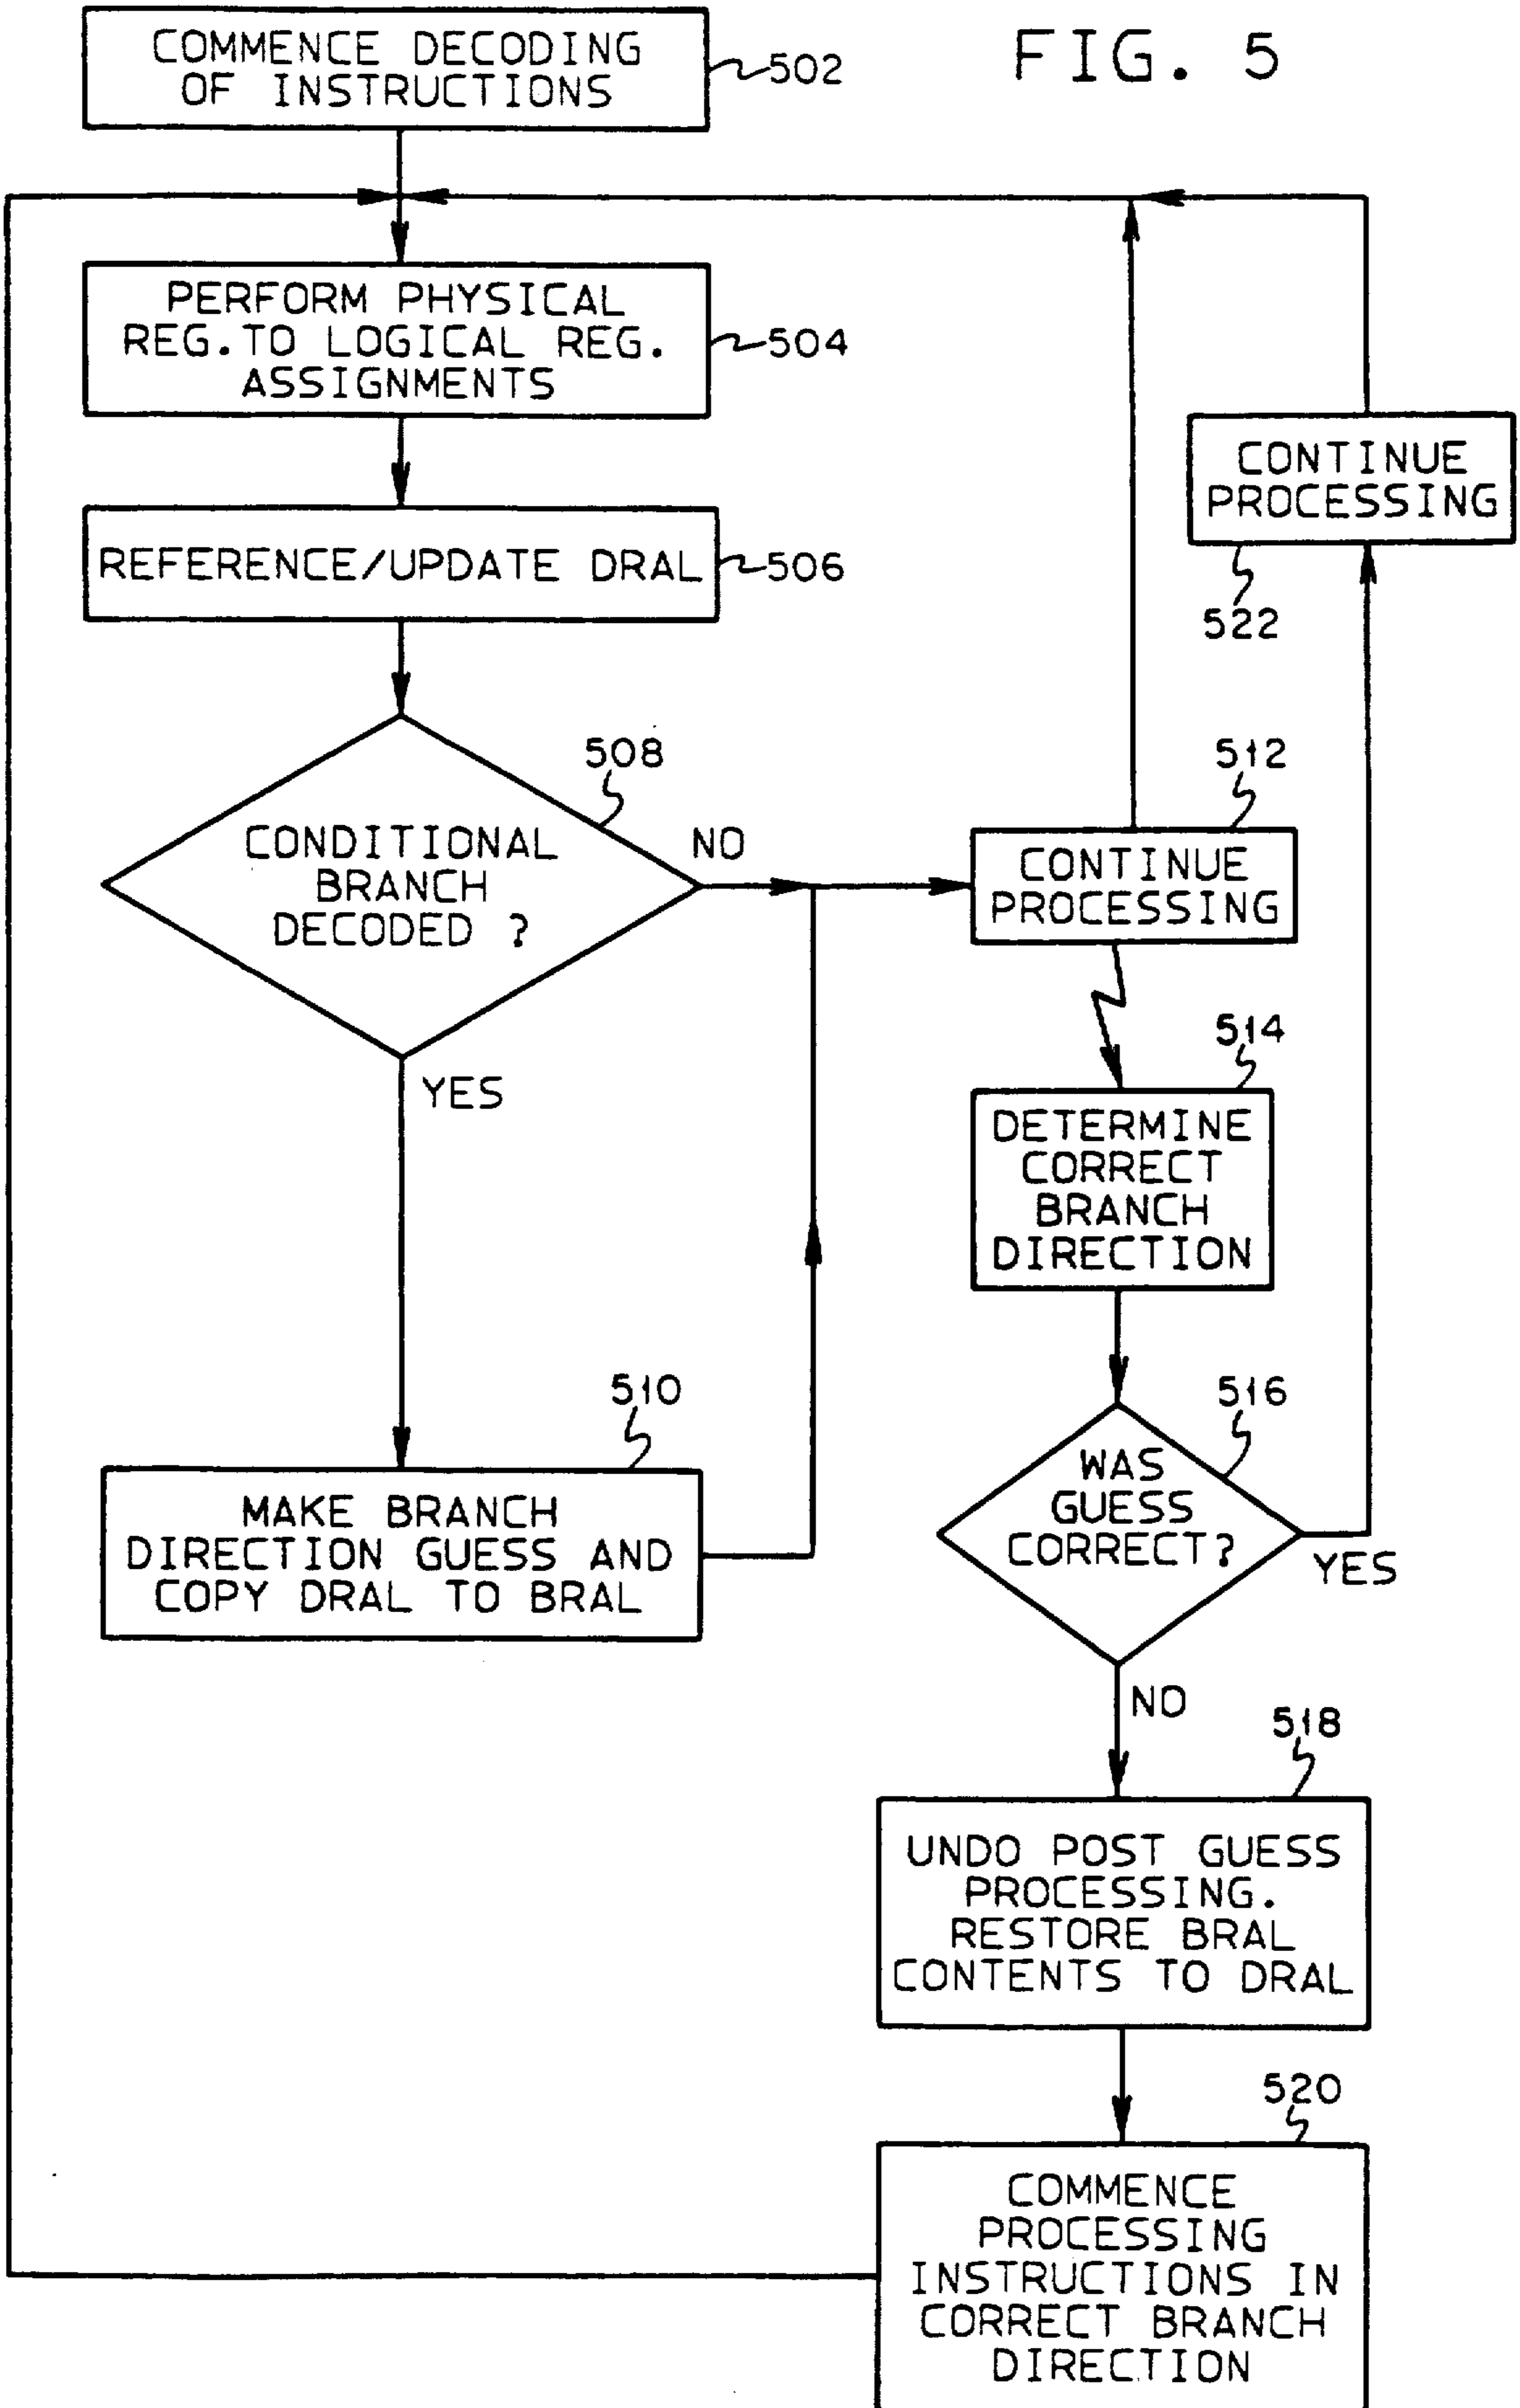 FIG. 5
COMMENCE DECODING
OF INSTRUCTIONS
502
PERFORM PHYSICAL
REG.TO LOGICAL REG.
ASSIGNMENTS
504
REFERENCE/UPDATE DRAL
506
CONTINUE
PROCESSING
522
508
CONDITIONAL
BRANCH
DECODED ?
NO
YES
512
CONTINUE
PROCESSING
514
DETERMINE
CORRECT
BRANCH
DIRECTION
510
MAKE BRANCH
DIRECTION GUESS AND
COPY DRAL TO BRAL
516
WAS
GUESS
CORRECT?
YES
NO
518
UNDO POST GUESS
PROCESSING.
RESTORE BRAL
CONTENTS TO DRAL
520
COMMENCE
PROCESSING
INSTRUCTIONS IN
CORRECT BRANCH
DIRECTION